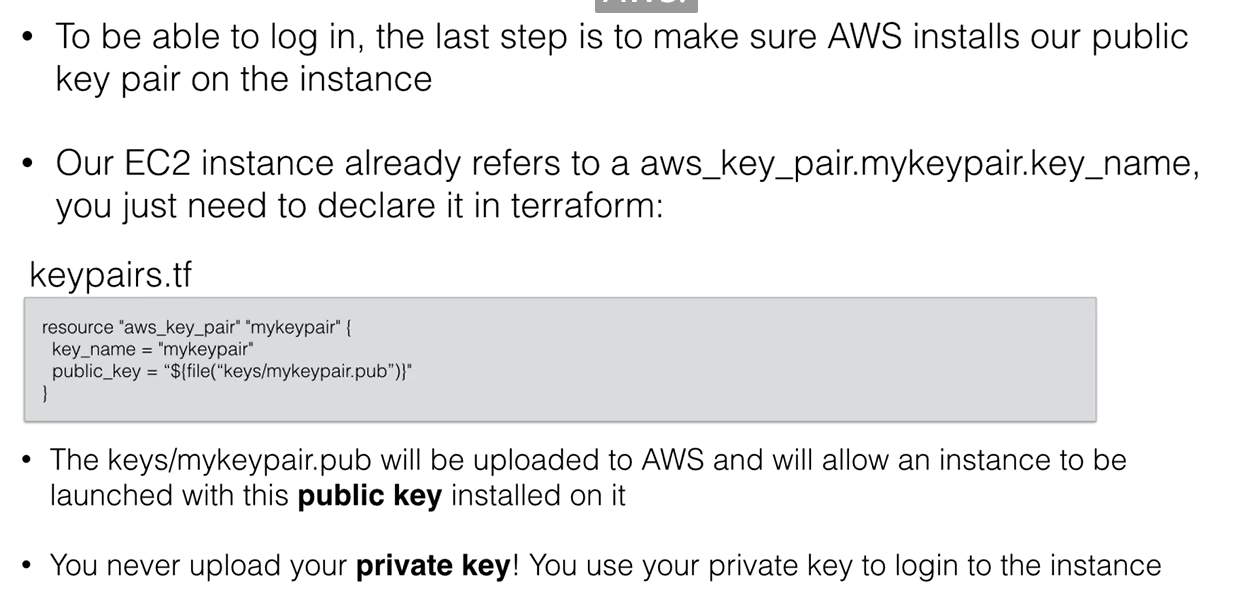 • To be able to log in, the last step is to make sure AWS installs our public
key pair on the instance
• Our EC2 instance already refers to a aws_key_pair.mykeypair.key_name,
you just need to declare it in terraform:
keypairs.tf
resource "aws_key_pair" "mykeypair" {
key_name = "mykeypair"
public_key = “${file(“keys/mykeypair.pub”)}"
}
• The keys/mykeypair.pub will be uploaded to AWS and will allow an instance to be
launched with this public key installed on it
• You never upload your private key! You use your private key to login to the instance